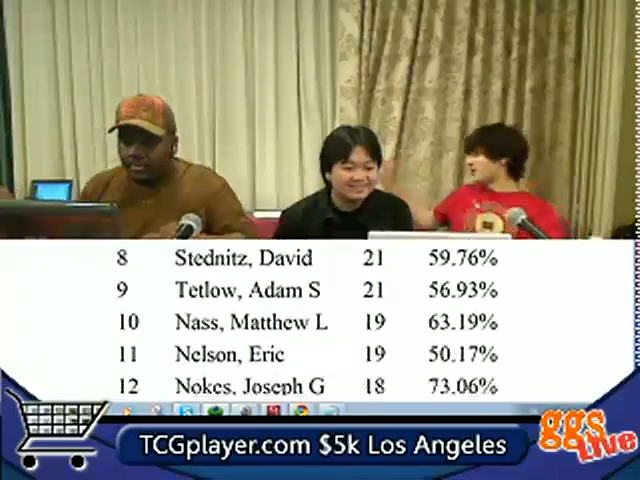 8 Stednitz, David 21 59.76%
9 Tetlow, Adam S 21 56.93%
10 Nass, Matthew L 19 63.19%
11 Nelson, Eric 19 50.17%
12 Nokes, Joseph G 18 73.06%
TCGplayer.com $5k Los Angeles
ggs
Live